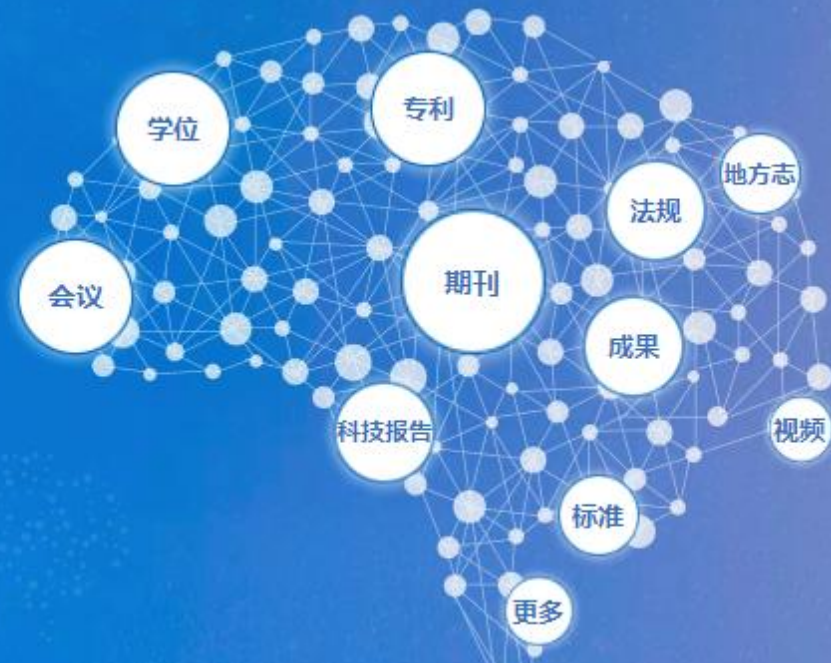 学位
专利
地方志
法规
期刊
会议
成果
科技报告
视频
标准
更多